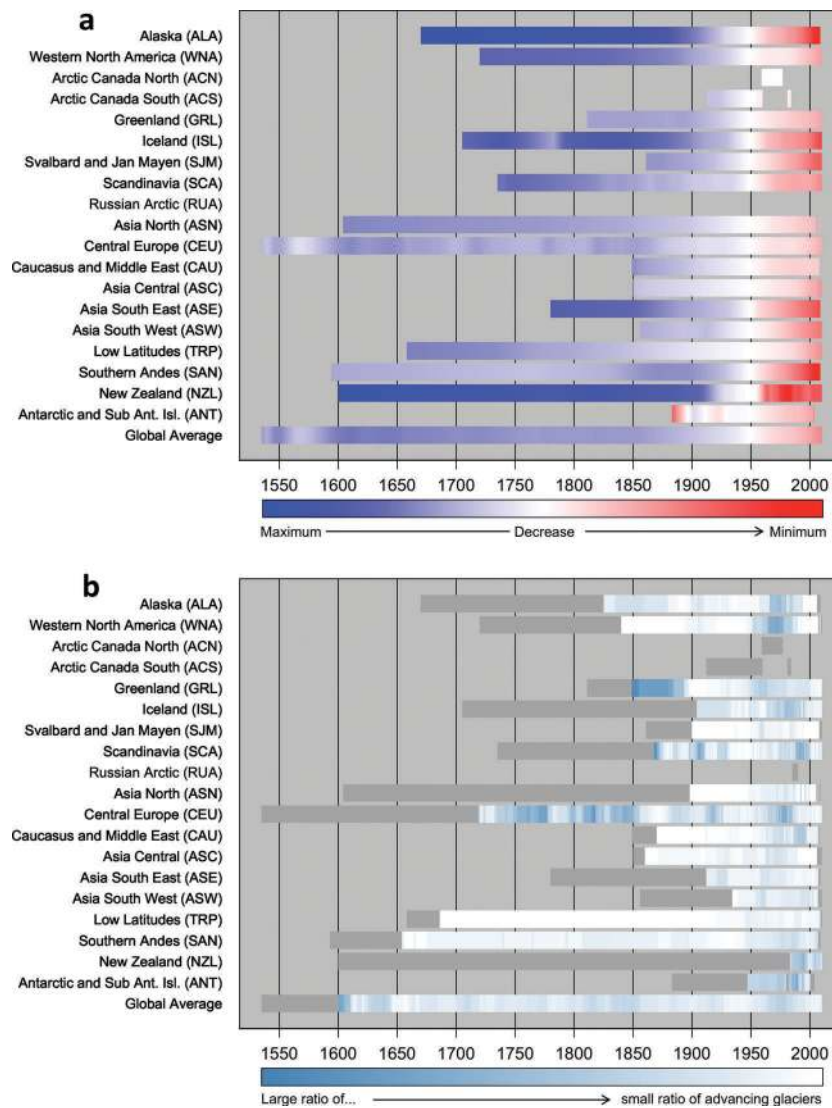 a
Alaska (ALA)
Western North America (WNA)
Arctic Canada North (ACN)
Arctic Canada South (ACS)
Greenland (GRL)
Iceland (ISL)
Svalbard and Jan Mayen (SJM)
Scandinavia (SCA)
Russian Arctic (RUA)
Asia North (ASN)
Central Europe (CEU)
Caucasus and Middle East (CAU)
Asia Central (ASC)
Asia South East (ASE)
Asia South West (ASW)
Low Latitudes (TRP)
Southern Andes (SAN)
New Zealand (NZL)
Antarctic and Sub Ant. Isl. (ANT)
Global Average
1550 1600 1650 1700 1750 1800 1850 1900 1950 2000
Maximum Decrease Minimum
b
Alaska (ALA)
Western North America (WNA)
Arctic Canada North (ACN)
Arctic Canada South (ACS)
Greenland (GRL)
Iceland (ISL)
Svalbard and Jan Mayen (SJM)
Scandinavia (SCA)
Russian Arctic (RUA)
Asia North (ASN)
Central Europe (CEU)
Caucasus and Middle East (CAU)
Asia Central (ASC)
Asia South East (ASE)
Asia South West (ASW)
Low Latitudes (TRP)
Southern Andes (SAN)
New Zealand (NZL)
Antarctic and Sub Ant. Isl. (ANT)
Global Average
1550 1600 1650 1700 1750 1800 1850 1900 1950 2000
Large ratio of... small ratio of advancing glaciers